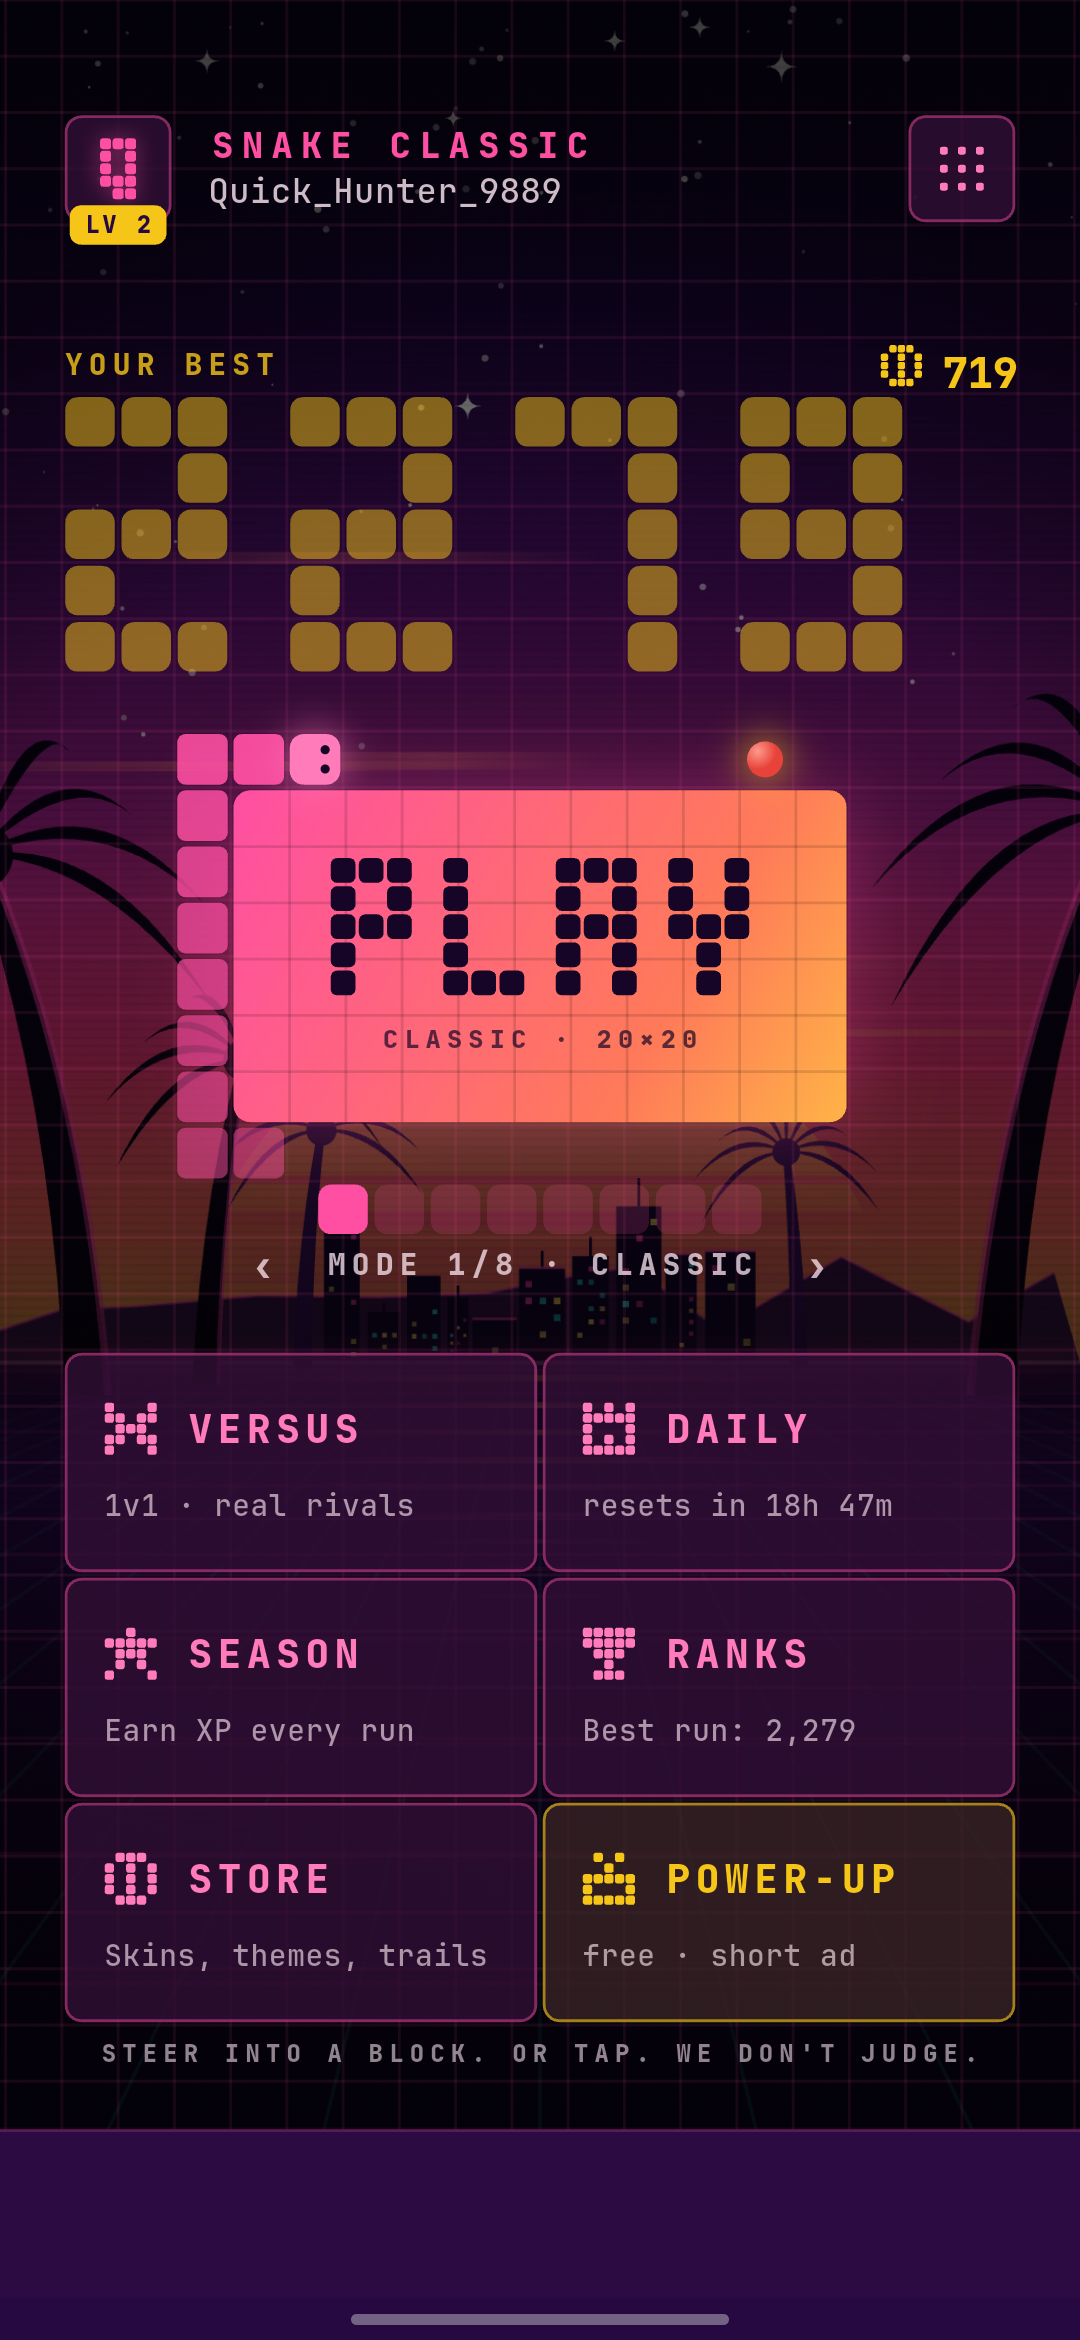 SNAKE CLASSIC
Quick_Hunter_9889
LV 2
YOUR BEST
719
2279
PLAY
CLASSIC · 20×20
‹ MODE 1/8 · CLASSIC ›
VERSUS
1v1 · real rivals
DAILY
resets in 18h 47m
SEASON
Earn XP every run
RANKS
Best run: 2,279
STORE
Skins, themes, trails
POWER-UP
free · short ad
STEER INTO A BLOCK. OR TAP. WE DON'T JUDGE.